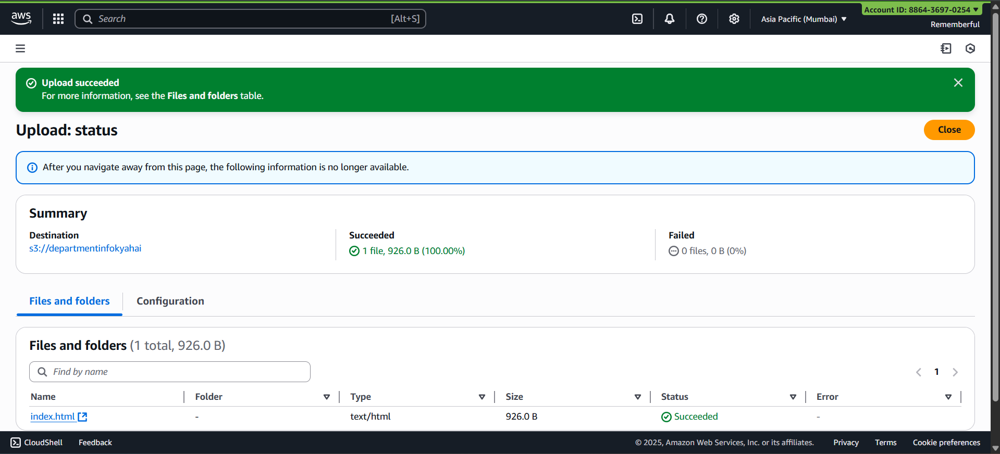 aws
Search [Alt+S]
Asia Pacific (Mumbai)
Account ID: 8864-3697-0254
Rememberful
Upload succeeded
For more information, see the Files and folders table.
Upload: status
Close
After you navigate away from this page, the following information is no longer available.
Summary
Destination
s3://departmentinfokyahai
Succeeded
1 file, 926.0 B (100.00%)
Failed
0 files, 0 B (0%)
Files and folders
Configuration
Files and folders (1 total, 926.0 B)
Find by name
1
Name Folder Type Size Status Error
index.html - text/html 926.0 B Succeeded -
CloudShell Feedback © 2025, Amazon Web Services, Inc. or its affiliates. Privacy Terms Cookie preferences